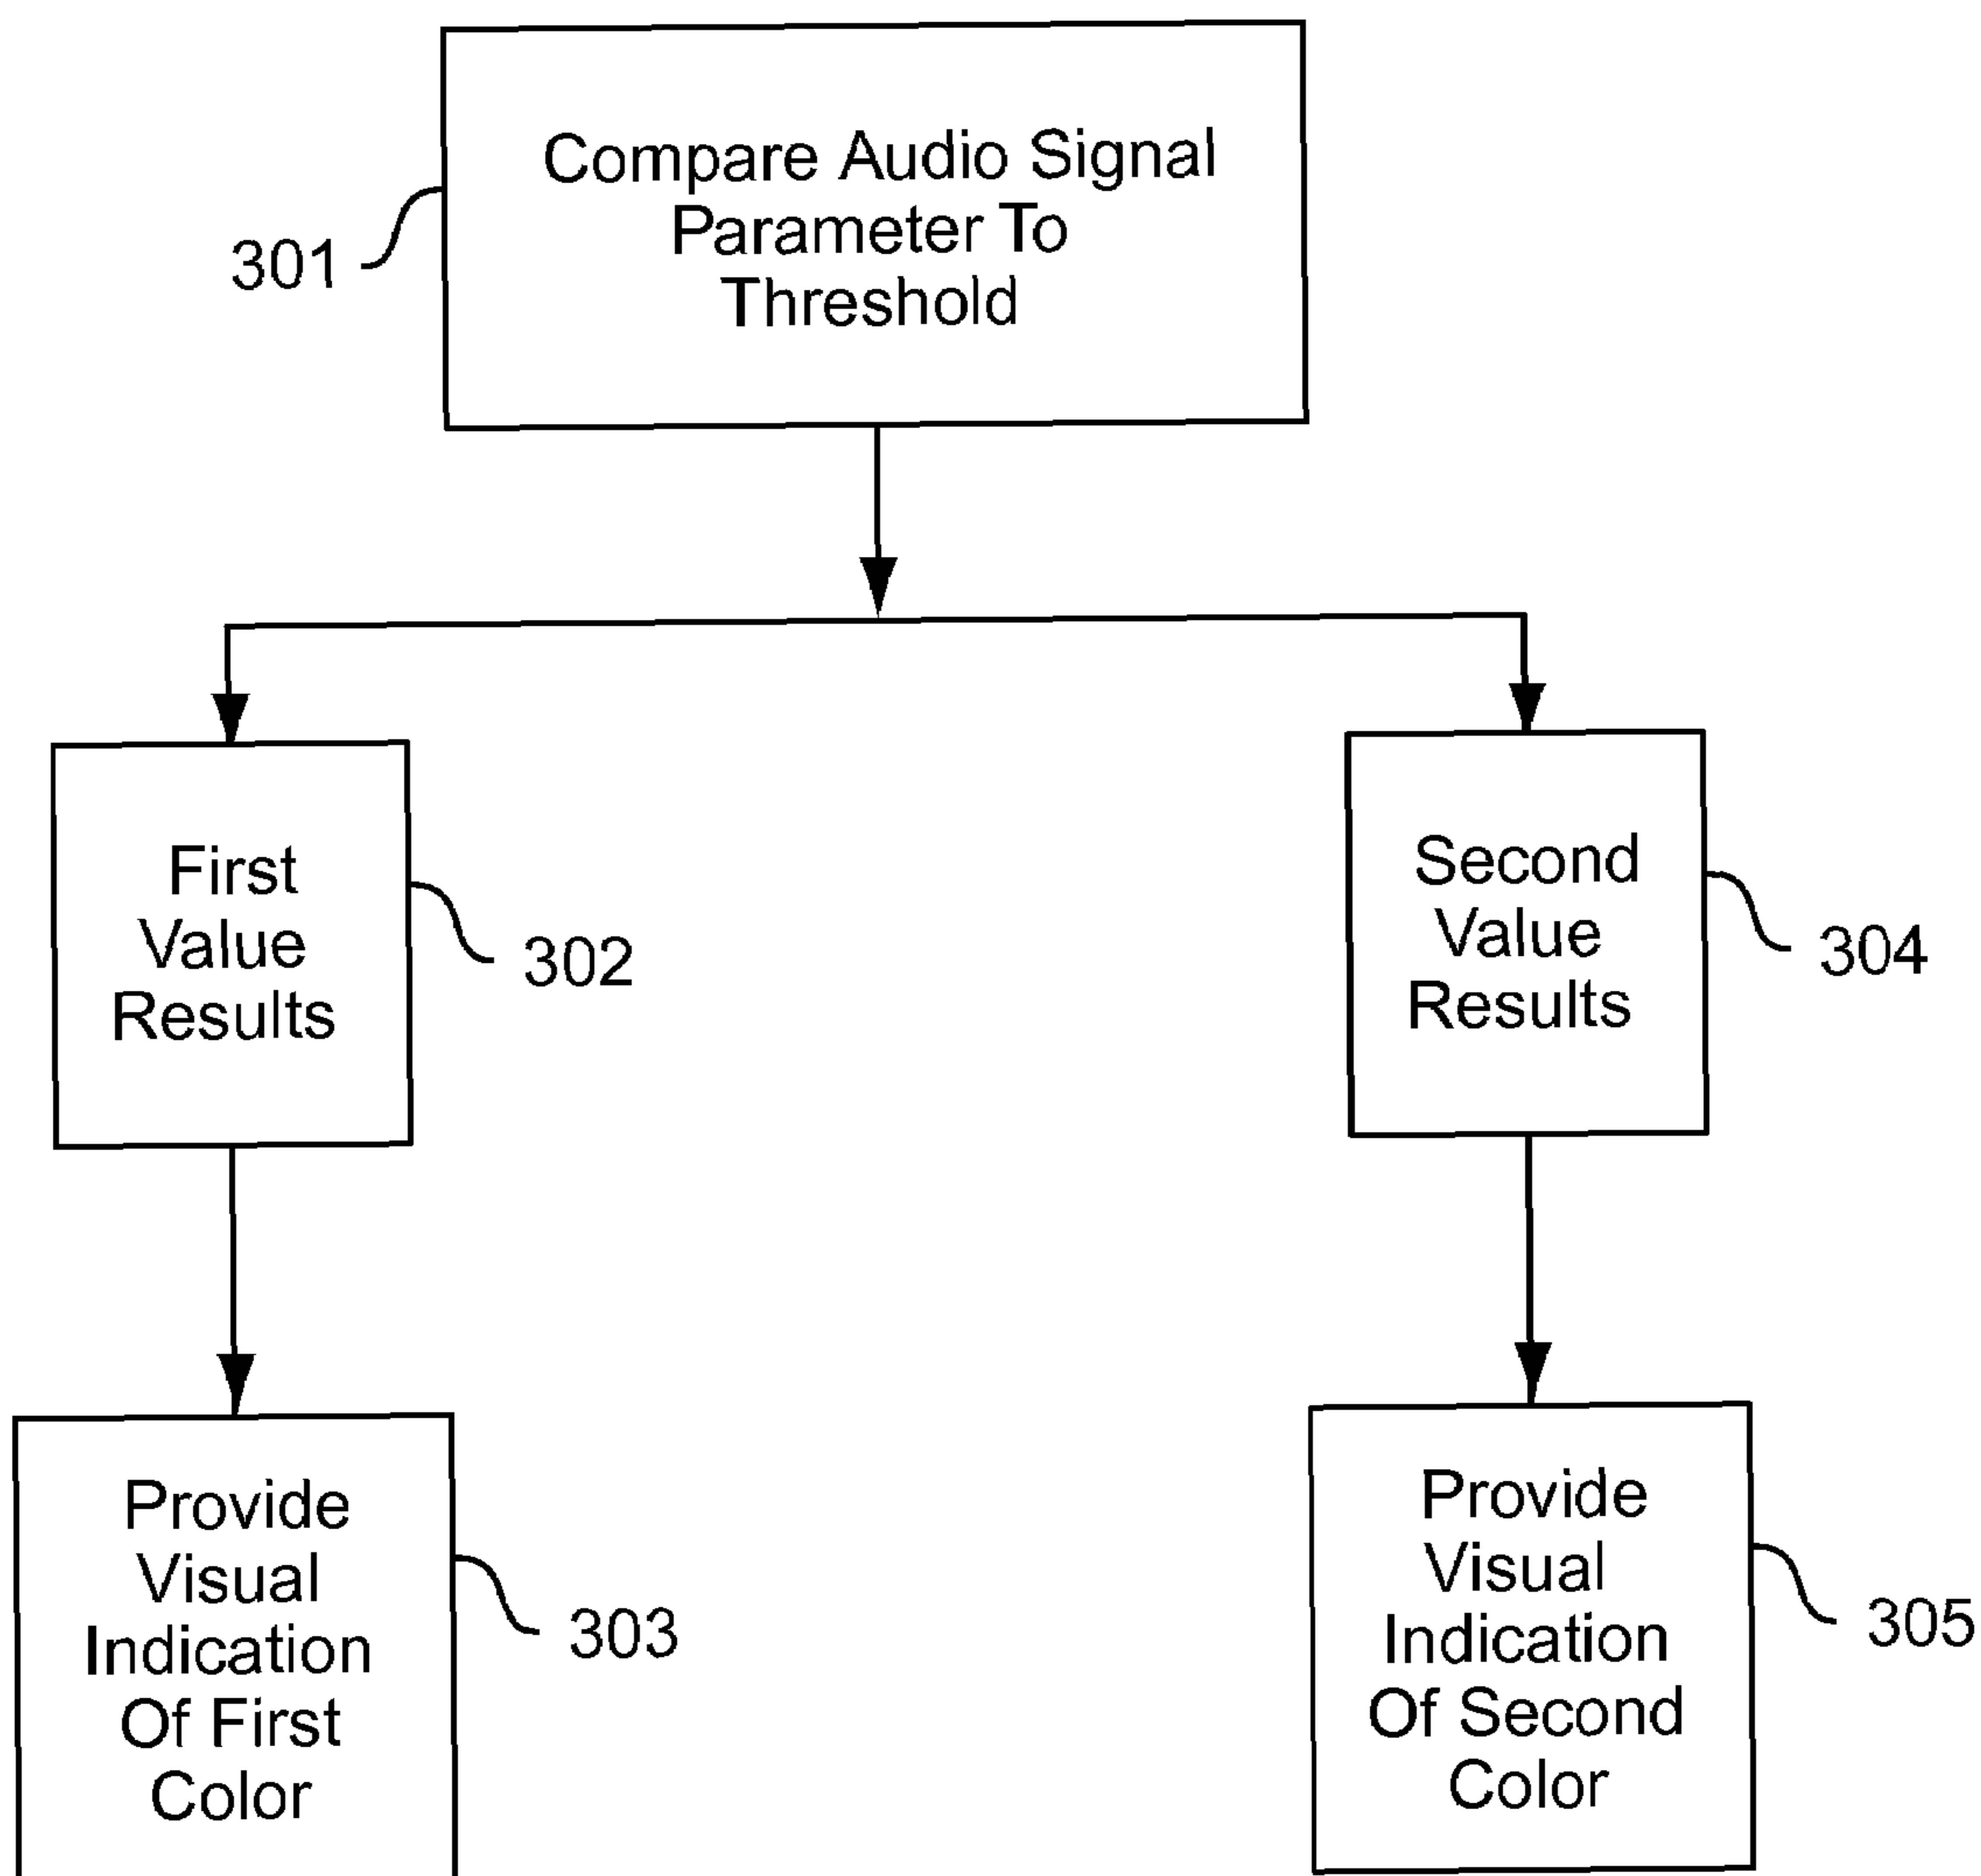 Compare Audio Signal
Parameter To
Threshold
301
First
Value
Results
302
Second
Value
Results
304
Provide
Visual
Indication
Of First
Color
303
Provide
Visual
Indication
Of Second
Color
305